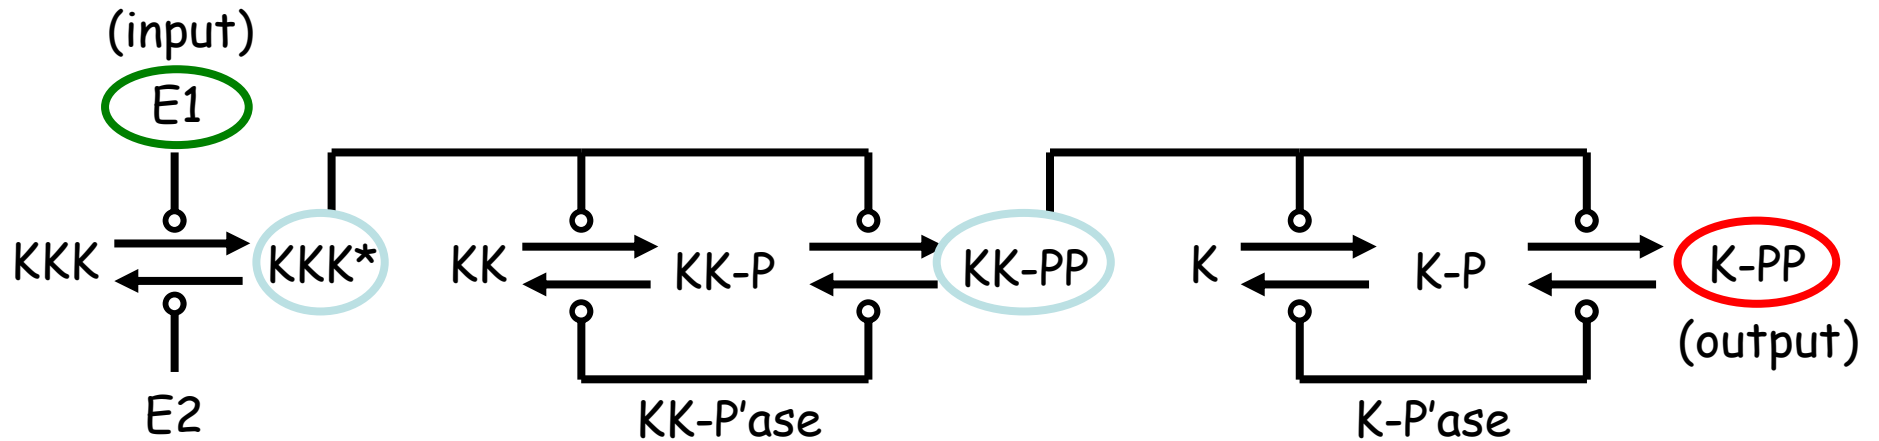 (input)
E1
KKK KKK* KK KK-P KK-PP K K-P K-PP
(output)
E2 KK-P'ase K-P'ase